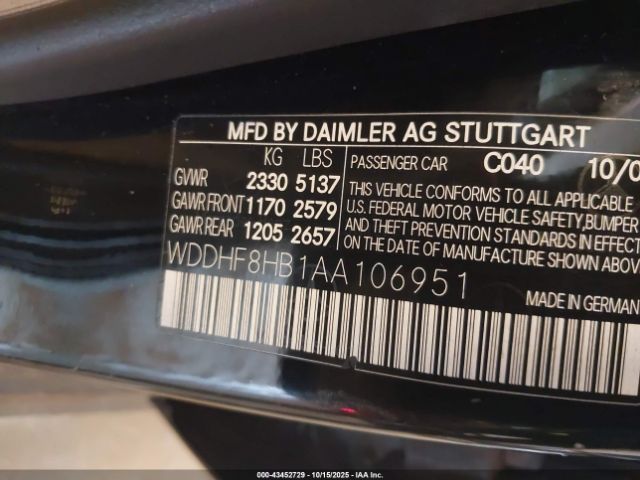 MFD BY DAIMLER AG STUTTGART
KG LBS PASSENGER CAR C040 10/0
GVWR 2330 5137 THIS VEHICLE CONFORMS TO ALL APPLICABLE
GAWR FRONT 1170 2579 U.S. FEDERAL MOTOR VEHICLE SAFETY, BUMPER
GAWR REAR 1205 2657 AND THEFT PREVENTION STANDARDS IN EFFECT
ON THE DATE OF MANUFACTURE SHOWN ABOVE
WDDHF8HB1AA106951
MADE IN GERMAN
000-43452729 - 10/15/2025 - IAA Inc.